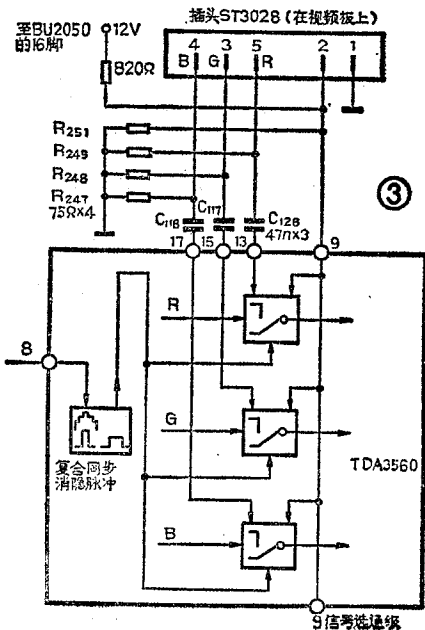 插头ST3028(在视频板上)
至BU2050
的16脚
12V
820Ω
4 3 5 2 1
B G R
R251
R249
R248
R247
75Ω×4
C118
C117
C128
47n×3
③
17 15 13 9
R
8
G
复合同步
消隐脉冲
TDA3560
B
9信号选通级